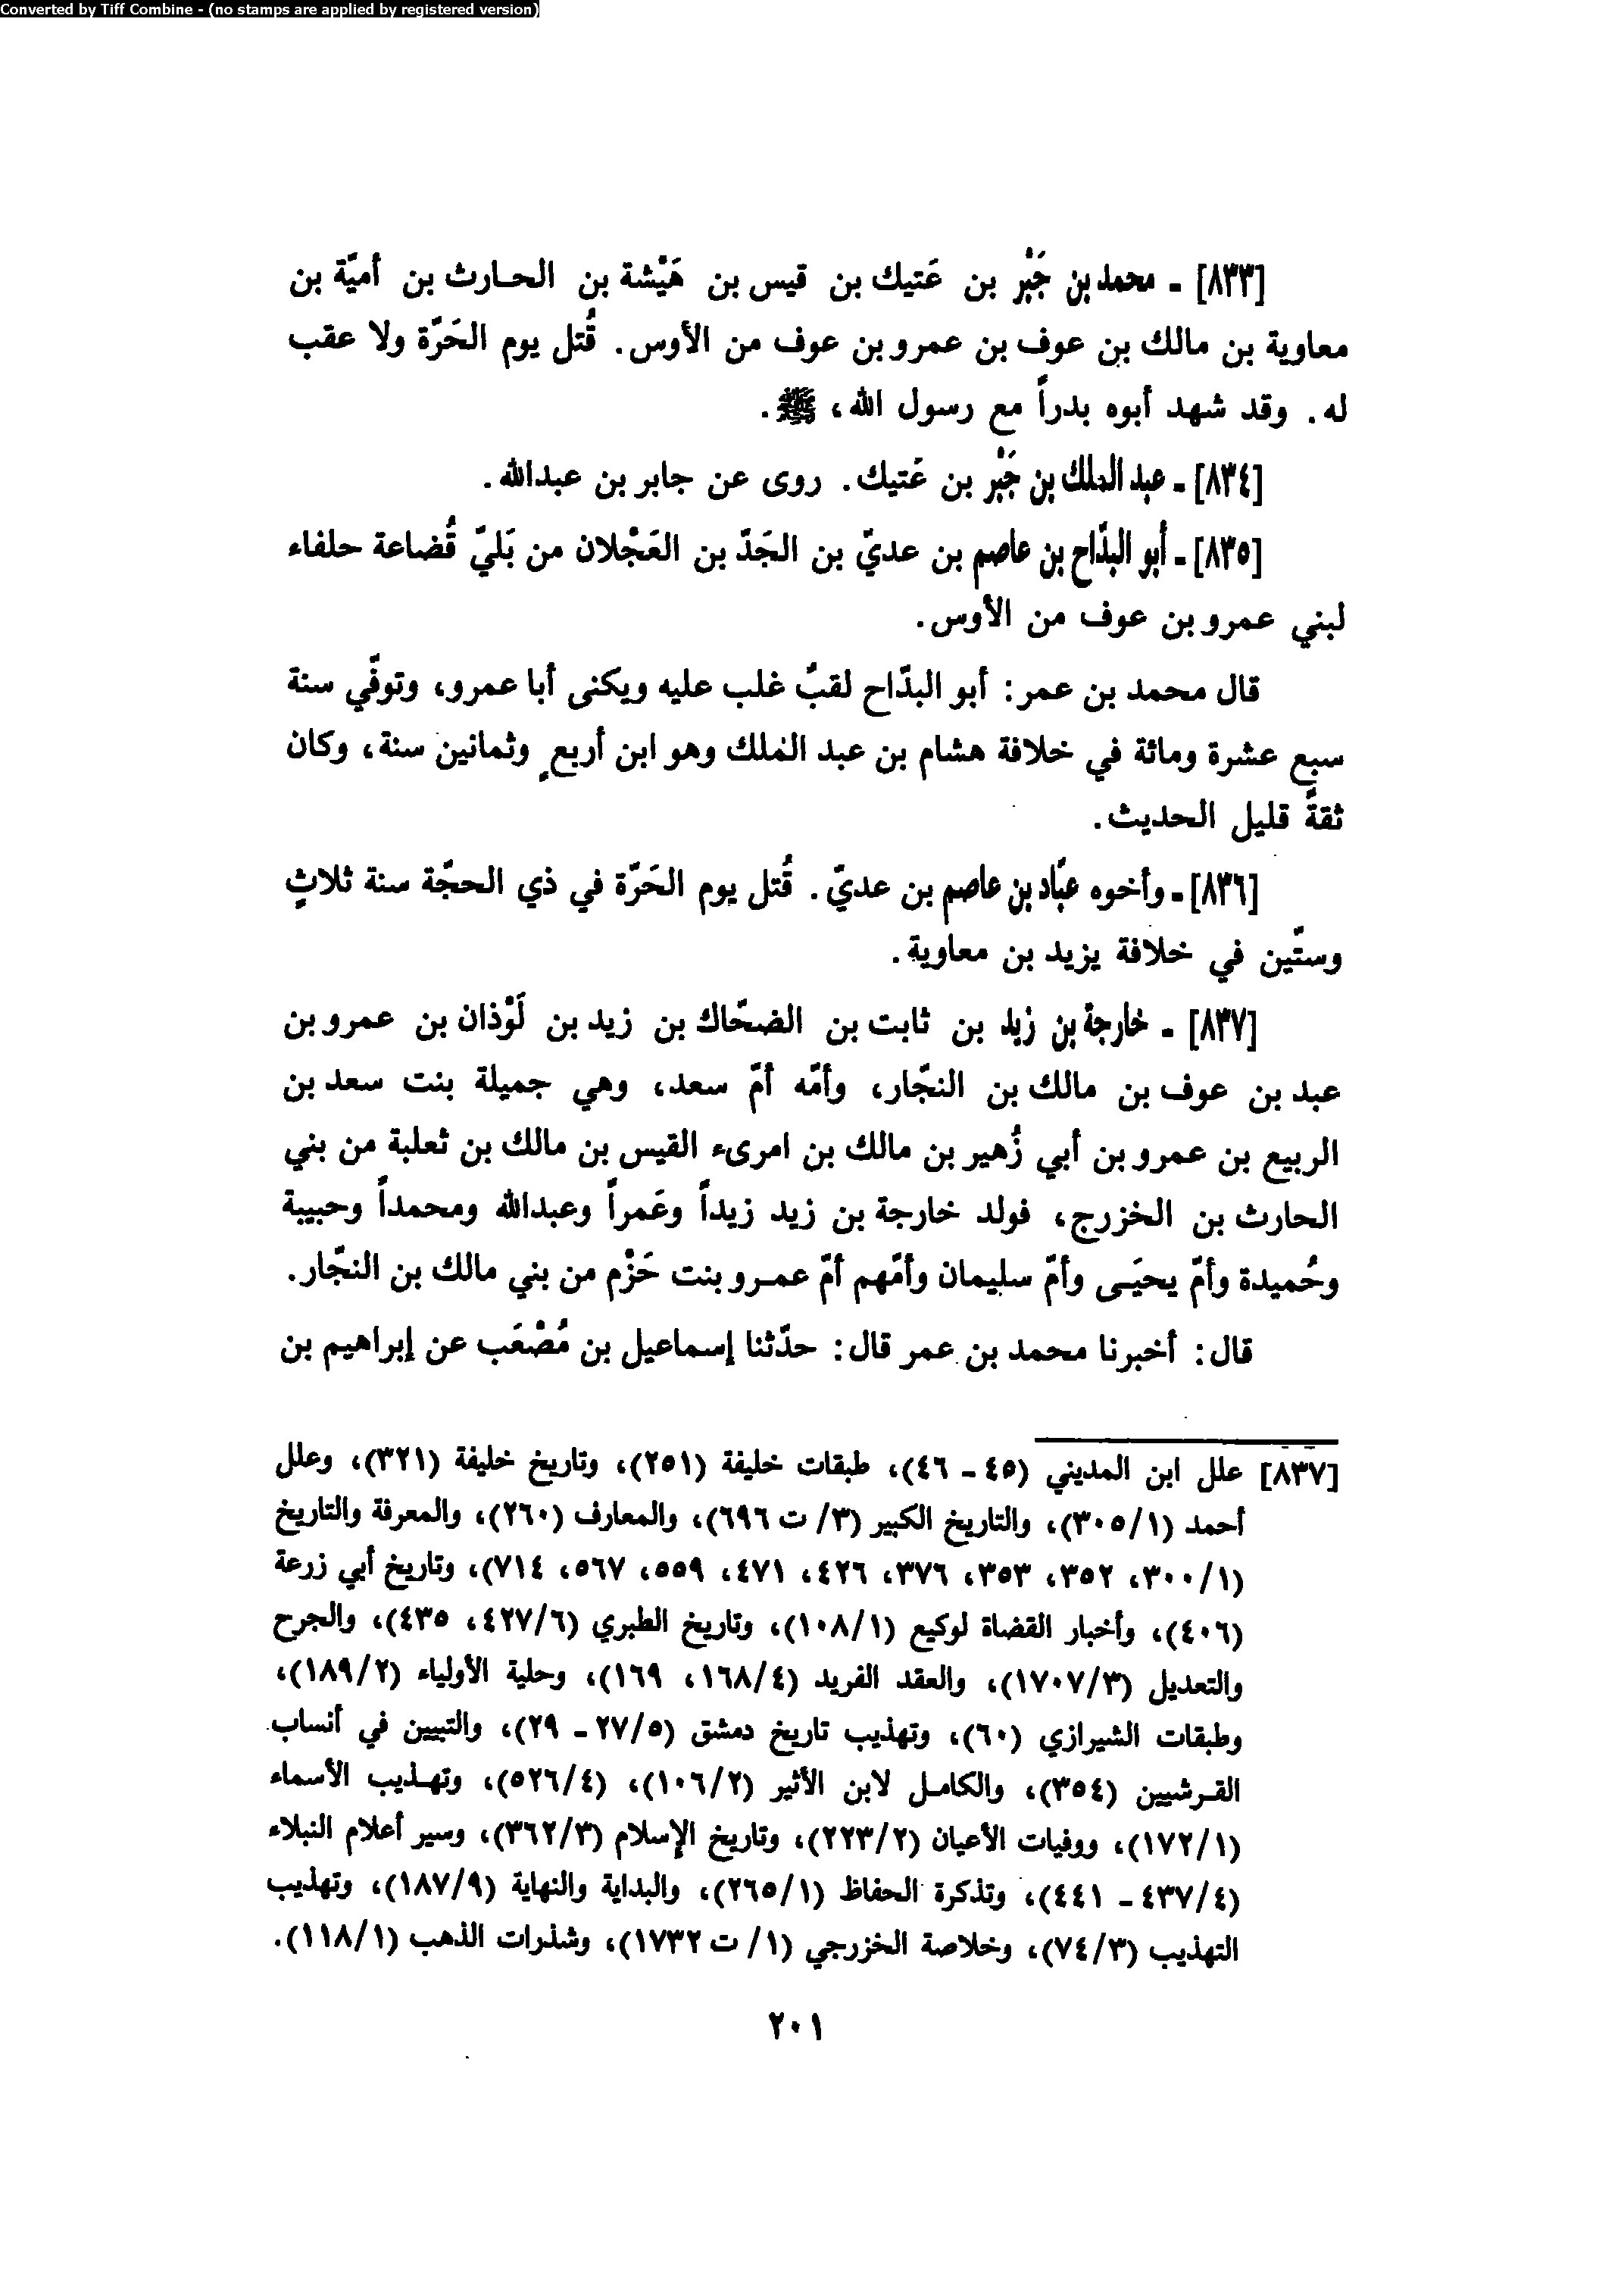 Converted by Tiff Combine - (no stamps are applied by registered version)
[٨٣٣] ـ محمد بن جَبْر بن عَتيك بن قيس بن هَيْشة بن الحارث بن أميّة بن
معاوية بن مالك بن عوف بن عمرو بن عوف من الأوس. قُتل يوم الحَرّة ولا عقب
له. وقد شهد أبوه بدراً مع رسول الله، ﷺ.
[٨٣٤] ـ عبد الملك بن جَبْر بن عَتيك. روى عن جابر بن عبدالله.
[٨٣٥] ـ أبو البدّاح بن عاصم بن عديّ بن الجَدّ بن العَجْلان من بَليّ قُضاعة حلفاء
لبني عمرو بن عوف من الأوس.
قال محمد بن عمر: أبو البدّاح لقبٌ غلب عليه ويكنى أبا عمرو، وتوفّي سنة
سبع عشرة ومائة في خلافة هشام بن عبد الملك وهو ابن أربعٍ وثمانين سنة، وكان
ثقةً قليل الحديث.
[٨٣٦] ـ وأخوه عبّاد بن عاصم بن عديّ. قُتل يوم الحَرّة في ذي الحجّة سنة ثلاثٍ
وستّين في خلافة يزيد بن معاوية.
[٨٣٧] ـ خارجة بن زيد بن ثابت بن الضحّاك بن زيد بن لَوْذان بن عمرو بن
عبد بن عوف بن مالك بن النجّار، وأمّه أمّ سعد، وهي جميلة بنت سعد بن
الربيع بن عمرو بن أبي زُهير بن مالك بن امرىء القيس بن مالك بن ثعلبة من بني
الحارث بن الخزرج، فولد خارجة بن زيد زيداً وعَمراً وعبدالله ومحمداً وحبيبة
وحُميدة وأمّ يحيَى وأمّ سليمان وأمّهم أمّ عمرو بنت حَزْم من بني مالك بن النجّار.
قال: أخبرنا محمد بن عمر قال: حدّثنا إسماعيل بن مُصْعَب عن إبراهيم بن
[٨٣٧] علل ابن المديني (٤٥ ـ ٤٦)، طبقات خليفة (٢٥١)، وتاريخ خليفة (٣٢١)، وعلل
أحمد (١/٣٠٥)، والتاريخ الكبير (٣/ ت ٦٩٦)، والمعارف (٢٦٠)، والمعرفة والتاريخ
(١/٣٠٠، ٣٥٢، ٣٥٣، ٣٧٦، ٤٢٦، ٤٧١، ٥٥٩، ٥٦٧، ٧١٤)، وتاريخ أبي زرعة
(٤٠٦)، وأخبار القضاة لوكيع (١/١٠٨)، وتاريخ الطبري (٦/٤٢٧، ٤٣٥)، والجرح
والتعديل (٣/١٧٠٧)، والعقد الفريد (٤/١٦٨، ١٦٩)، وحلية الأولياء (٢/١٨٩)،
وطبقات الشيرازي (٦٠)، وتهذيب تاريخ دمشق (٥/٢٧ ـ ٢٩)، والتبيين في أنساب
القرشيين (٣٥٤)، والكامل لابن الأثير (٢/١٠٦)، (٤/٥٢٦)، وتهذيب الأسماء
(١/١٧٢)، ووفيات الأعيان (٢/٢٢٣)، وتاريخ الإسلام (٣/٣٦٢)، وسير أعلام النبلاء
(٤/٤٣٧ ـ ٤٤١)، وتذكرة الحفاظ (١/٢٦٥)، والبداية والنهاية (٩/١٨٧)، وتهذيب
التهذيب (٣/٧٤)، وخلاصة الخزرجي (١/ ت ١٧٣٢)، وشذرات الذهب (١/١١٨).
٢٠١